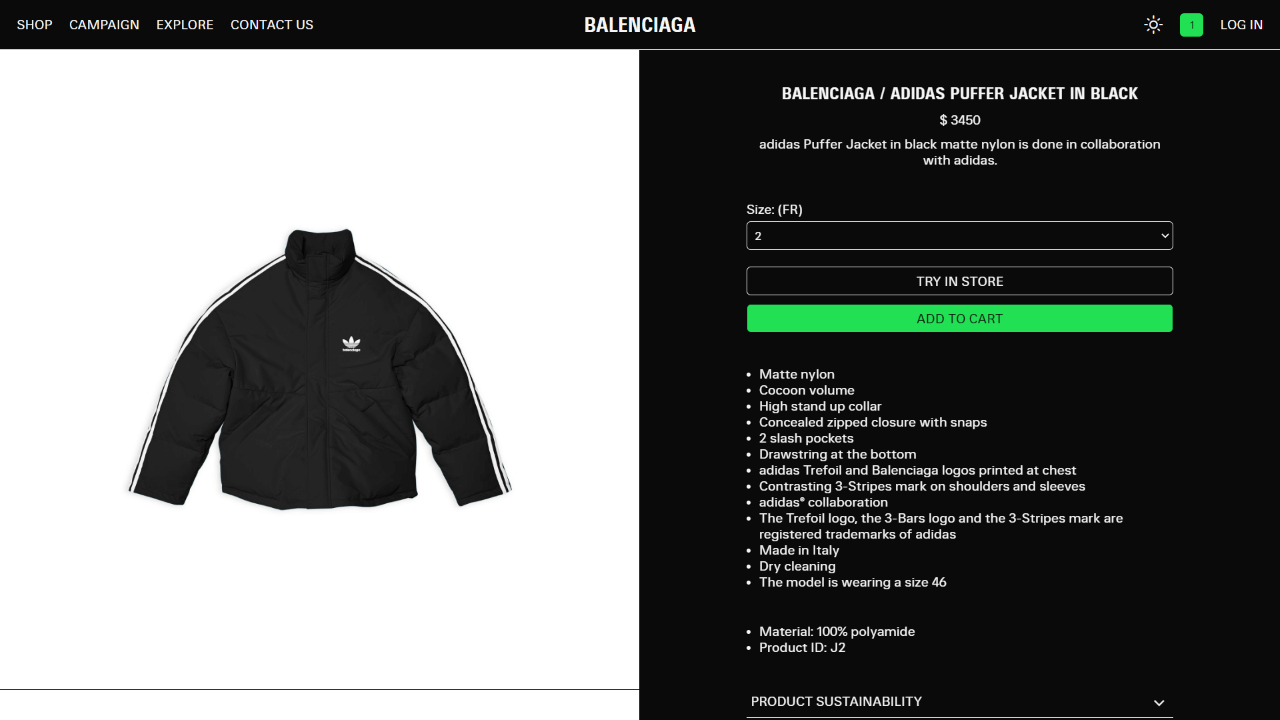 SHOP CAMPAIGN EXPLORE CONTACT US BALENCIAGA 1 LOG IN
BALENCIAGA / ADIDAS PUFFER JACKET IN BLACK
$ 3450
adidas Puffer Jacket in black matte nylon is done in collaboration
with adidas.
Size: (FR)
2
TRY IN STORE
ADD TO CART
balenciaga
• Matte nylon
• Cocoon volume
• High stand up collar
• Concealed zipped closure with snaps
• 2 slash pockets
• Drawstring at the bottom
• adidas Trefoil and Balenciaga logos printed at chest
• Contrasting 3-Stripes mark on shoulders and sleeves
• adidas® collaboration
• The Trefoil logo, the 3-Bars logo and the 3-Stripes mark are
registered trademarks of adidas
• Made in Italy
• Dry cleaning
• The model is wearing a size 46
• Material: 100% polyamide
• Product ID: J2
PRODUCT SUSTAINABILITY